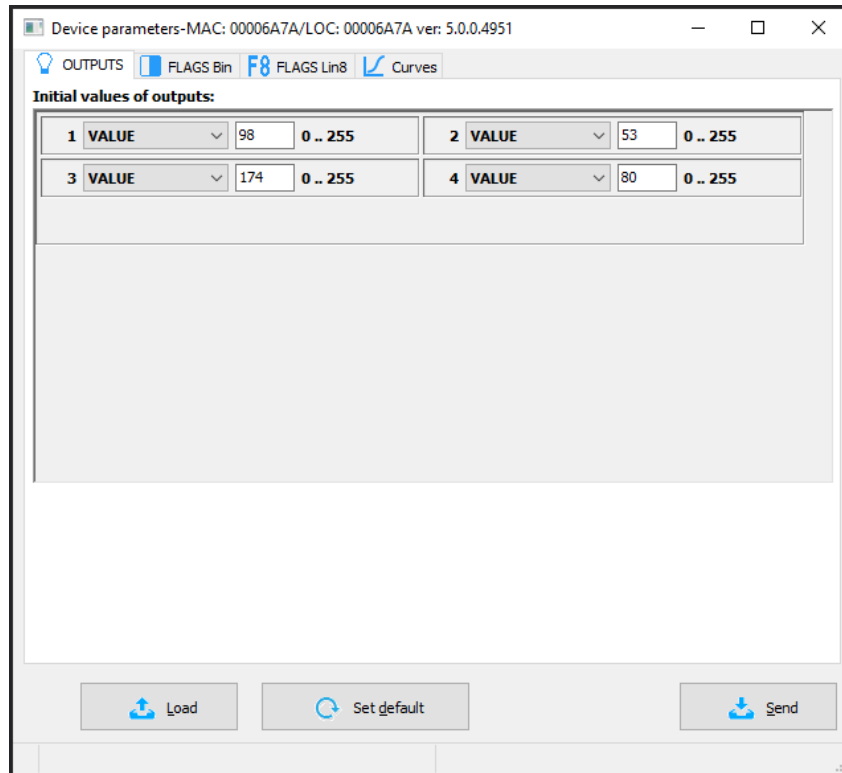 Device parameters-MAC: 00006A7A/LOC: 00006A7A ver: 5.0.0.4951
OUTPUTS FLAGS Bin F8 FLAGS Lin8 Curves
Initial values of outputs:
1 VALUE 98 0 .. 255 2 VALUE 53 0 .. 255
3 VALUE 174 0 .. 255 4 VALUE 80 0 .. 255
Load Set default Send